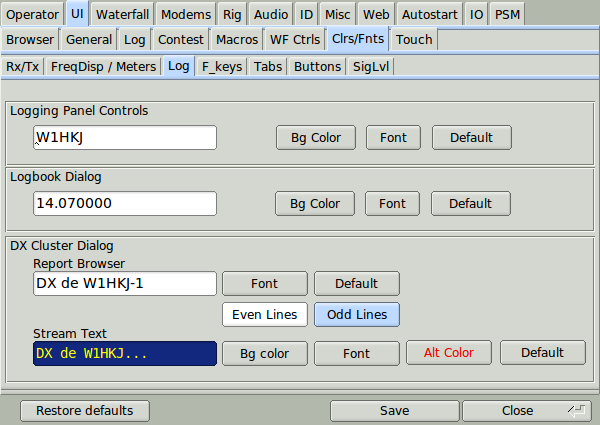 Operator UI Waterfall Modems Rig Audio ID Misc Web Autostart IO PSM
Browser General Log Contest Macros WF Ctrls Clrs/Fnts Touch
Rx/Tx FreqDisp / Meters Log F_keys Tabs Buttons SigLvl
Logging Panel Controls
W1HKJ Bg Color Font Default
Logbook Dialog
14.070000 Bg Color Font Default
DX Cluster Dialog
Report Browser
DX de W1HKJ-1 Font Default
Even Lines Odd Lines
Stream Text
DX de W1HKJ... Bg color Font Alt Color Default
Restore defaults Save Close